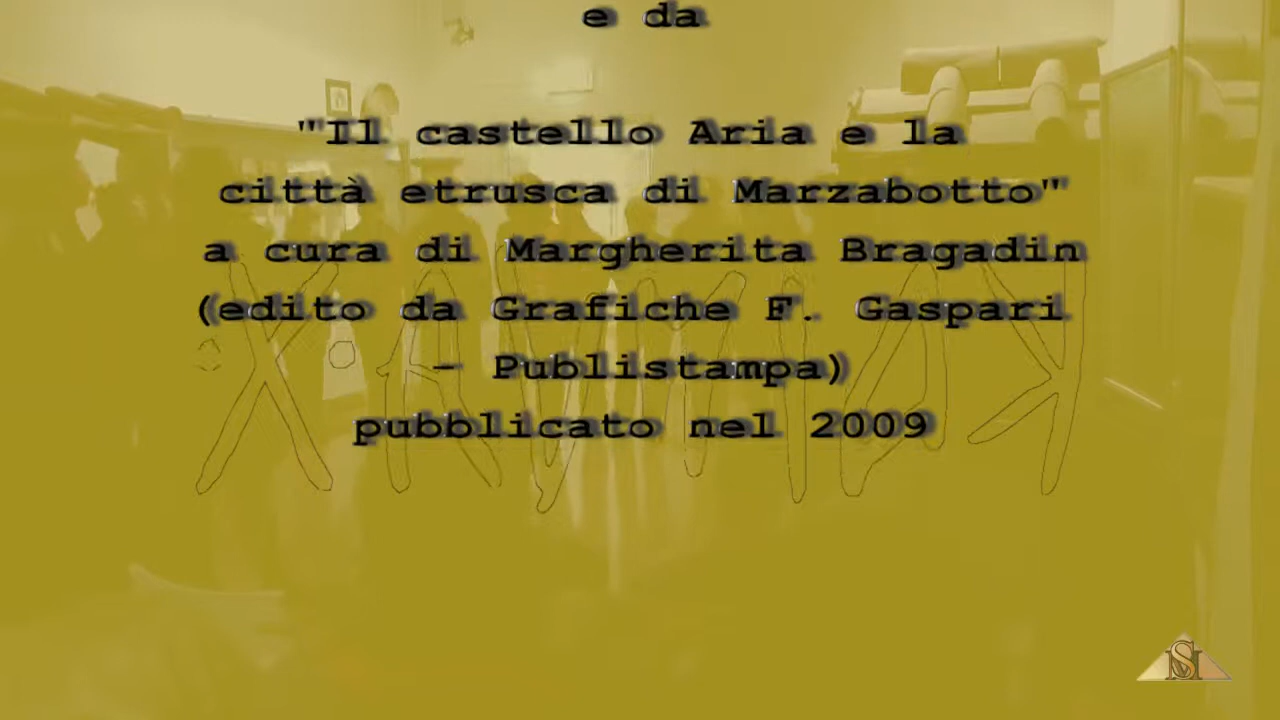 e da
"Il castello Aria e la
città etrusca di Marzabotto"
a cura di Margherita Bragadin
(edito da Grafiche F. Gaspari
- Publistampa)
pubblicato nel 2009